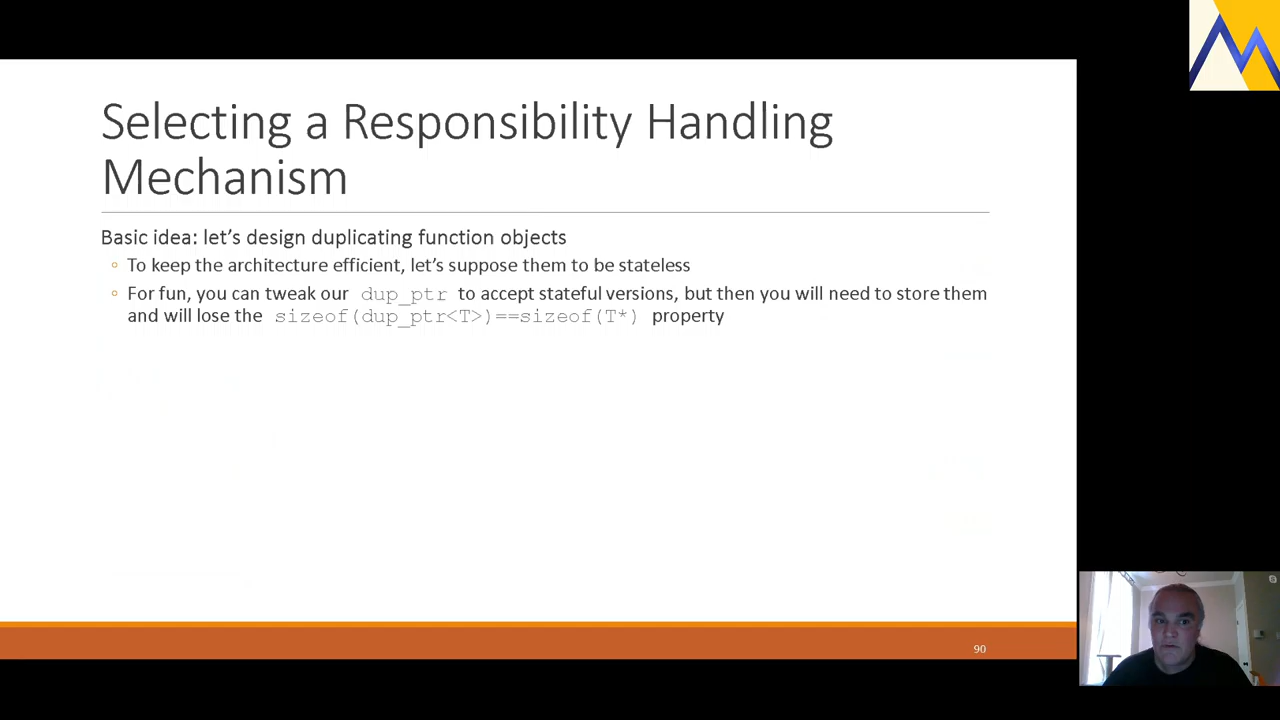 Selecting a Responsibility Handling
Mechanism
Basic idea: let's design duplicating function objects
◦ To keep the architecture efficient, let's suppose them to be stateless
◦ For fun, you can tweak our dup_ptr to accept stateful versions, but then you will need to store them
and will lose the sizeof(dup_ptr<T>)==sizeof(T*) property
90